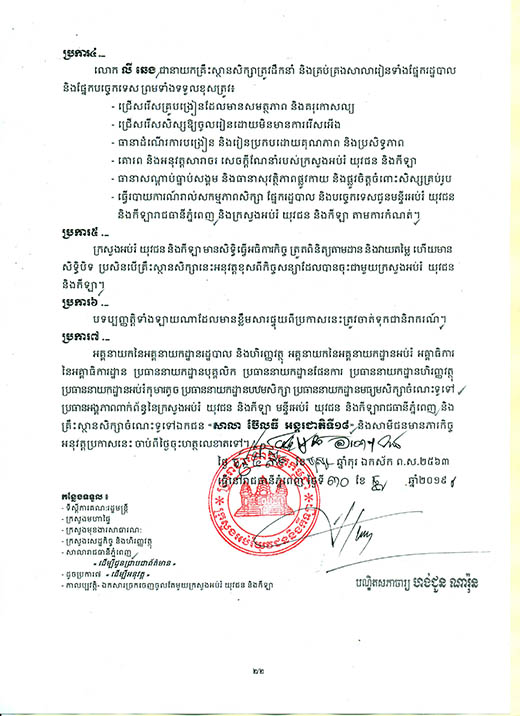 ប្រការ៤ ._
លោក លី ឆេង ជានាយកគ្រឹះស្ថានសិក្សាត្រូវដឹកនាំ និងគ្រប់គ្រងសាលារៀនទាំងផ្នែករដ្ឋបាល
និងផ្នែកបច្ចេកទេស ព្រមទាំងទទួលខុសត្រូវ៖
- ជ្រើសរើសគ្រូបង្រៀនដែលមានសមត្ថភាព និងគរុកោសល្យ
- ជ្រើសរើសសិស្សឱ្យចូលរៀនដោយមិនមានការរើសអើង
- ធានាដំណើរការបង្រៀន និងរៀនប្រកបដោយគុណភាព និងប្រសិទ្ធភាព
- គោរព និងអនុវត្តសារាចរ សេចក្តីណែនាំរបស់ក្រសួងអប់រំ យុវជន និងកីឡា
- ធានាសណ្តាប់ធ្នាប់សង្គម និងធានាសុវត្ថិភាពផ្លូវកាយ និងផ្លូវចិត្តចំពោះសិស្សគ្រប់រូប
- ធ្វើរបាយការណ៍រាល់សកម្មភាពសិក្សា ផ្នែករដ្ឋបាល និងបច្ចេកទេសជូនមន្ទីរអប់រំ យុវជន
និងកីឡារាជធានីភ្នំពេញ និងក្រសួងអប់រំ យុវជន និងកីឡា តាមការកំណត់។
ប្រការ៥ ._
ក្រសួងអប់រំ យុវជន និងកីឡា មានសិទ្ធិធ្វើអធិការកិច្ច ត្រួតពិនិត្យតាមដាន និងវាយតម្លៃ ហើយមាន
សិទ្ធិបិទ ប្រសិនបើគ្រឹះស្ថានសិក្សានេះអនុវត្តខុសពីកិច្ចសន្យាដែលបានចុះជាមួយក្រសួងអប់រំ យុវជន
និងកីឡា។
ប្រការ៦ ._
បទប្បញ្ញត្តិទាំងឡាយណាដែលមានខ្លឹមសារផ្ទុយពីប្រកាសនេះត្រូវចាត់ទុកជានិរាករណ៍។
ប្រការ៧ ._
អគ្គនាយកនៃអគ្គនាយកដ្ឋានរដ្ឋបាល និងហិរញ្ញវត្ថុ អគ្គនាយកនៃអគ្គនាយកដ្ឋានអប់រំ អគ្គាធិការ
នៃអគ្គាធិការដ្ឋាន ប្រធាននាយកដ្ឋានបុគ្គលិក ប្រធាននាយកដ្ឋានផែនការ ប្រធាននាយកដ្ឋានហិរញ្ញវត្ថុ
ប្រធាននាយកដ្ឋានអប់រំកុមារតូច ប្រធាននាយកដ្ឋានបឋមសិក្សា ប្រធាននាយកដ្ឋានមធ្យមសិក្សាចំណេះទូទៅ
ប្រធានអង្គភាពពាក់ព័ន្ធនៃក្រសួងអប់រំ យុវជន និងកីឡា មន្ទីរអប់រំ យុវជន និងកីឡារាជធានីភ្នំពេញ និង
គ្រឹះស្ថានសិក្សាចំណេះទូទៅឯកជន -សាលា ប៊ែលធី អន្តរជាតិទី១៨- និងសាមីជនមានភារកិច្ច
អនុវត្តប្រកាសនេះ ចាប់ពីថ្ងៃចុះហត្ថលេខាតទៅ។
ថ្ងៃ ឆ្នាំកុរ ឯកស័ក ព.ស.២៥៦៣
ធ្វើនៅរាជធានីភ្នំពេញ ថ្ងៃទី ៣០ ខែ ឆ្នាំ២០១៩
កន្លែងទទួល ៖
- ទីស្តីការគណៈរដ្ឋមន្ត្រី
- ក្រសួងមហាផ្ទៃ
- ក្រសួងមុខងារសាធារណៈ
- ក្រសួងសេដ្ឋកិច្ច និងហិរញ្ញវត្ថុ
- សាលារាជធានីភ្នំពេញ
«ដើម្បីជូនជ្រាបជាព័ត៌មាន»
- ដូចប្រការ៧ «ដើម្បីអនុវត្ត»
- កាលប្បវត្តិ- ឯកសារច្រកចេញចូលតែមួយក្រសួងអប់រំ យុវជន និងកីឡា
បណ្ឌិតសភាចារ្យ ហង់ជួន ណារ៉ុន
២/២